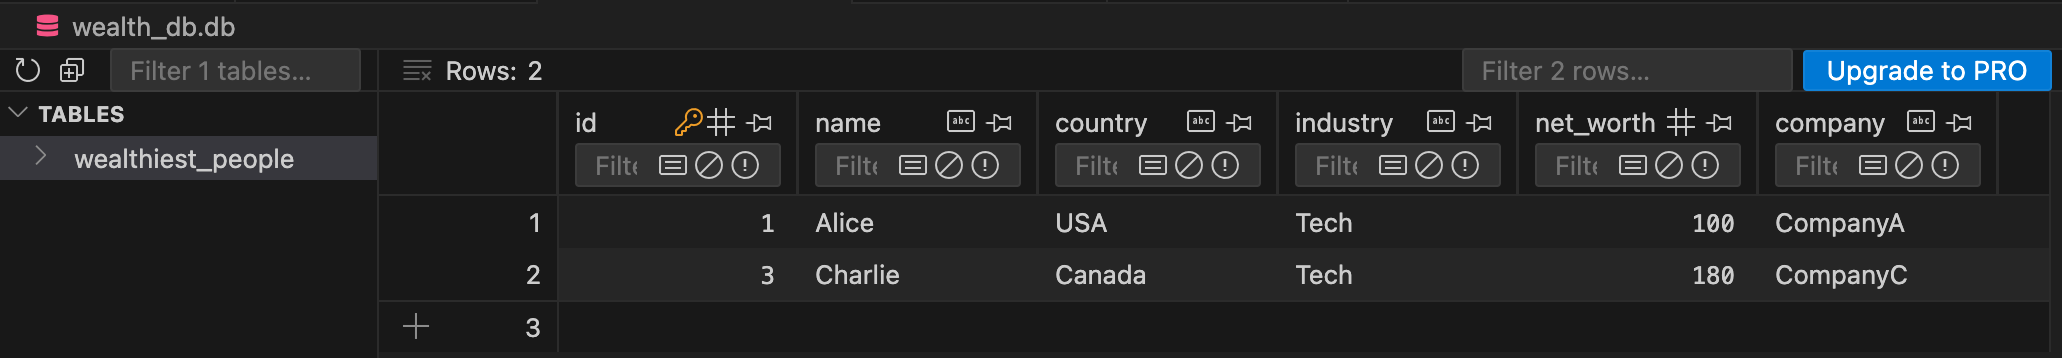 wealth_db.db
Filter 1 tables... Rows: 2 Filter 2 rows... Upgrade to PRO
TABLES
wealthiest_people
id name country industry net_worth company
Filte Filte Filte Filte Filte Filte
1 1 Alice USA Tech 100 CompanyA
2 3 Charlie Canada Tech 180 CompanyC
3